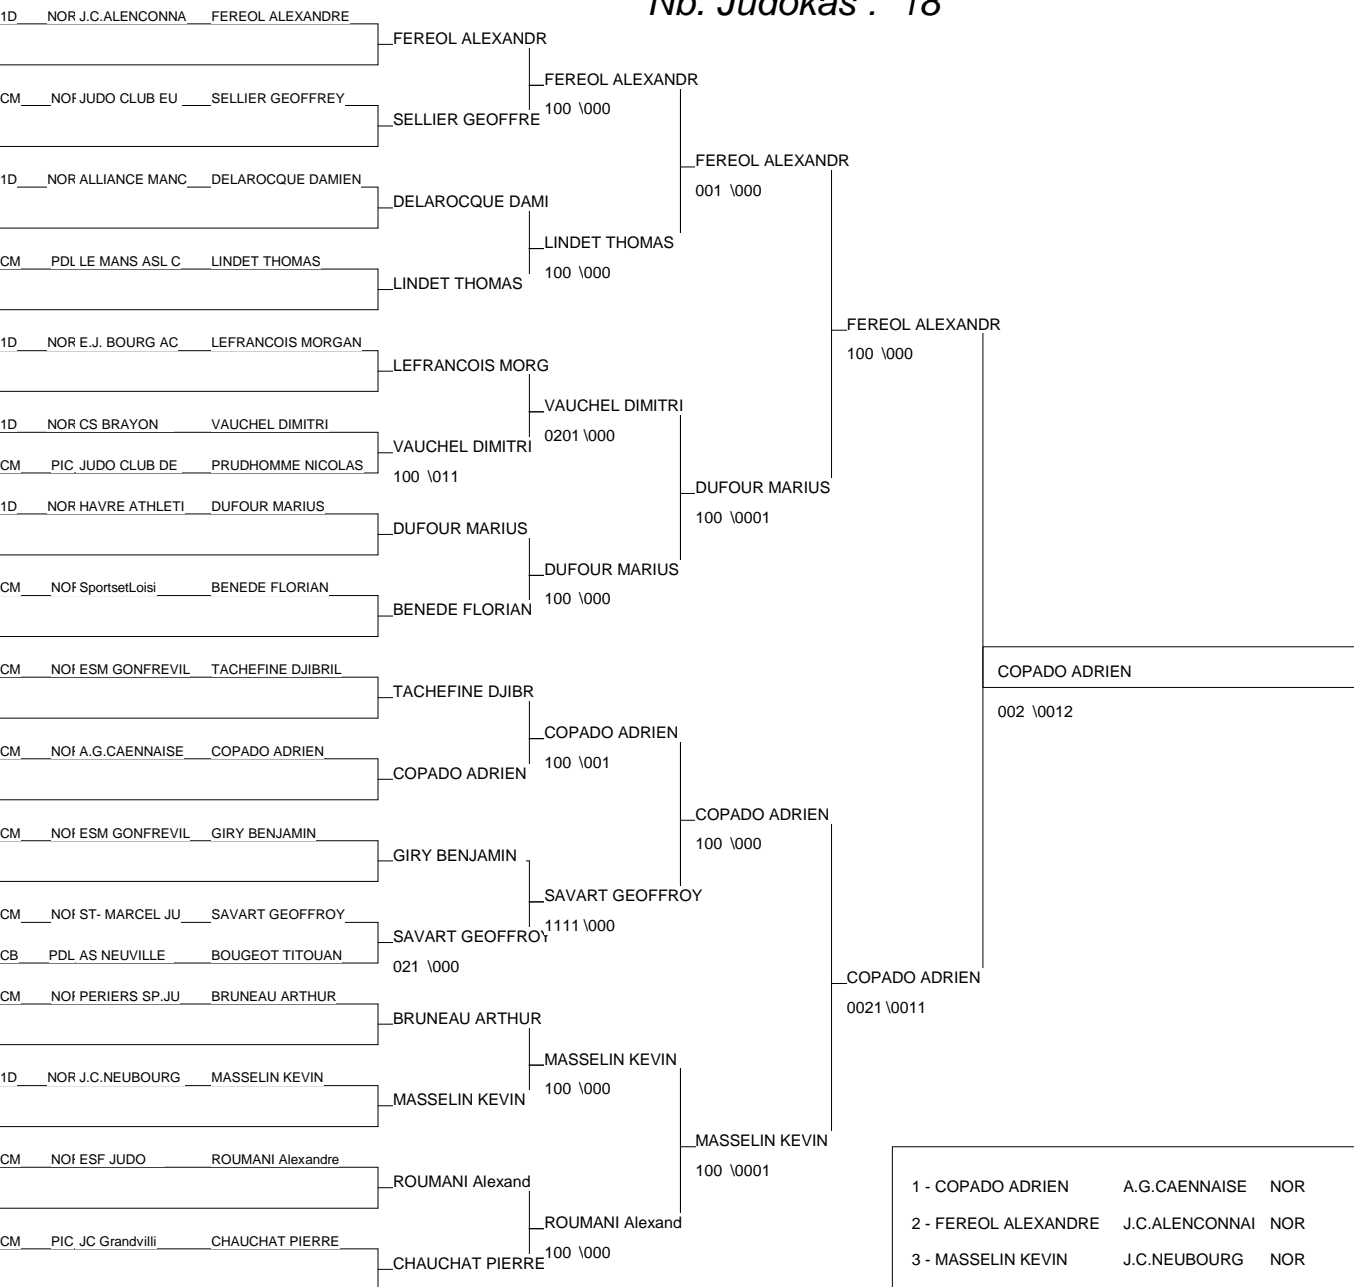 Nb. Judokas : 18
1D NOR J.C.ALENCONNA FEREOL ALEXANDRE
FEREOL ALEXANDR
FEREOL ALEXANDR
100 \000
CM NOR JUDO CLUB EU SELLIER GEOFFREY
SELLIER GEOFFRE
FEREOL ALEXANDR
001 \000
1D NOR ALLIANCE MANC DELAROCQUE DAMIEN
DELAROCQUE DAMI
LINDET THOMAS
100 \000
CM PDL LE MANS ASL C LINDET THOMAS
LINDET THOMAS
FEREOL ALEXANDR
100 \000
1D NOR E.J. BOURG AC LEFRANCOIS MORGAN
LEFRANCOIS MORG
VAUCHEL DIMITRI
0201 \000
1D NOR CS BRAYON VAUCHEL DIMITRI
VAUCHEL DIMITRI
100 \011
CM PIC JUDO CLUB DE PRUDHOMME NICOLAS
DUFOUR MARIUS
100 \0001
1D NOR HAVRE ATHLETI DUFOUR MARIUS
DUFOUR MARIUS
DUFOUR MARIUS
100 \000
CM NOR SportsetLoisi BENEDE FLORIAN
BENEDE FLORIAN
COPADO ADRIEN
002 \0012
CM NOR ESM GONFREVIL TACHEFINE DJIBRIL
TACHEFINE DJIBR
COPADO ADRIEN
100 \001
CM NOR A.G.CAENNAISE COPADO ADRIEN
COPADO ADRIEN
COPADO ADRIEN
100 \000
CM NOR ESM GONFREVIL GIRY BENJAMIN
GIRY BENJAMIN
SAVART GEOFFROY
1111 \000
CM NOR ST- MARCEL JU SAVART GEOFFROY
SAVART GEOFFROY
021 \000
CB PDL AS NEUVILLE BOUGEOT TITOUAN
COPADO ADRIEN
0021 \0011
CM NOR PERIERS SP.JU BRUNEAU ARTHUR
BRUNEAU ARTHUR
MASSELIN KEVIN
100 \000
1D NOR J.C.NEUBOURG MASSELIN KEVIN
MASSELIN KEVIN
MASSELIN KEVIN
100 \0001
CM NOR ESF JUDO ROUMANI Alexandre
ROUMANI Alexand
ROUMANI Alexand
100 \000
CM PIC JC Grandvilli CHAUCHAT PIERRE
CHAUCHAT PIERRE
1 - COPADO ADRIEN A.G.CAENNAISE NOR
2 - FEREOL ALEXANDRE J.C.ALENCONNAI NOR
3 - MASSELIN KEVIN J.C.NEUBOURG NOR